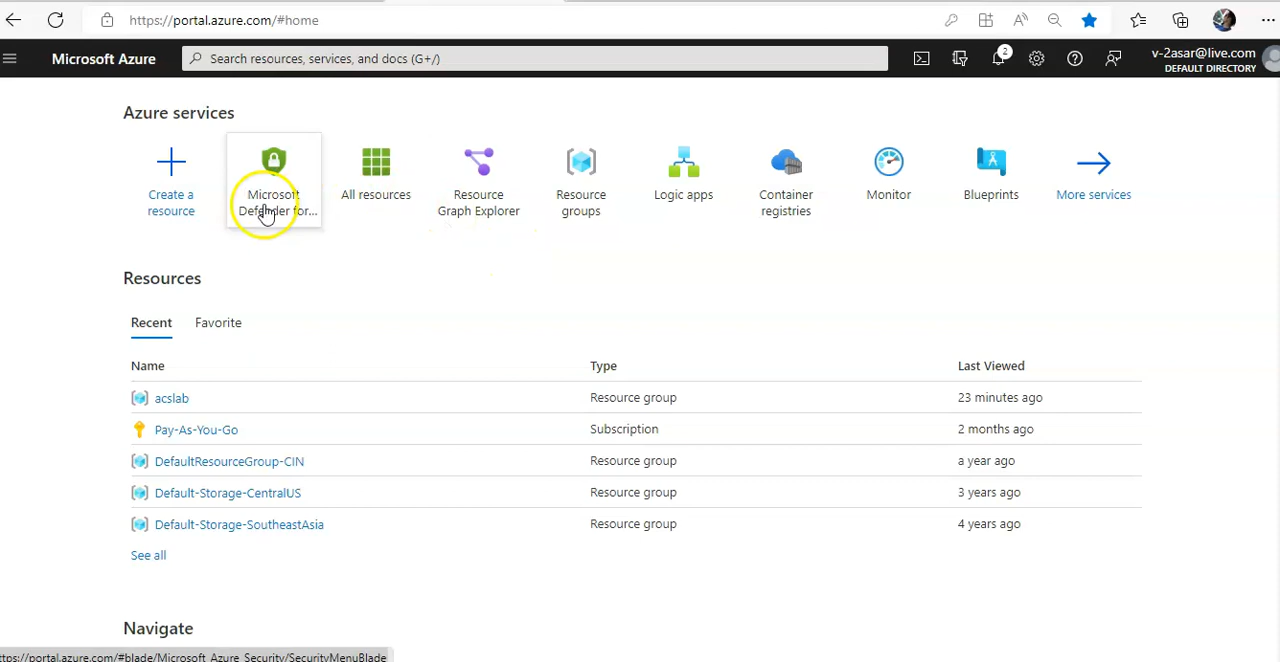 https://portal.azure.com/#home
Microsoft Azure
Search resources, services, and docs (G+/)
2
v-2asar@live.com
DEFAULT DIRECTORY
Azure services
Create a
resource
Microsoft
Defender for...
All resources
Resource
Graph Explorer
Resource
groups
Logic apps
Container
registries
Monitor
Blueprints
More services
Resources
Recent
Favorite
Name
Type
Last Viewed
acslab
Resource group
23 minutes ago
Pay-As-You-Go
Subscription
2 months ago
DefaultResourceGroup-CIN
Resource group
a year ago
Default-Storage-CentralUS
Resource group
3 years ago
Default-Storage-SoutheastAsia
Resource group
4 years ago
See all
Navigate
ttps://portal.azure.com/#blade/Microsoft_Azure_Security/SecurityMenuBlade